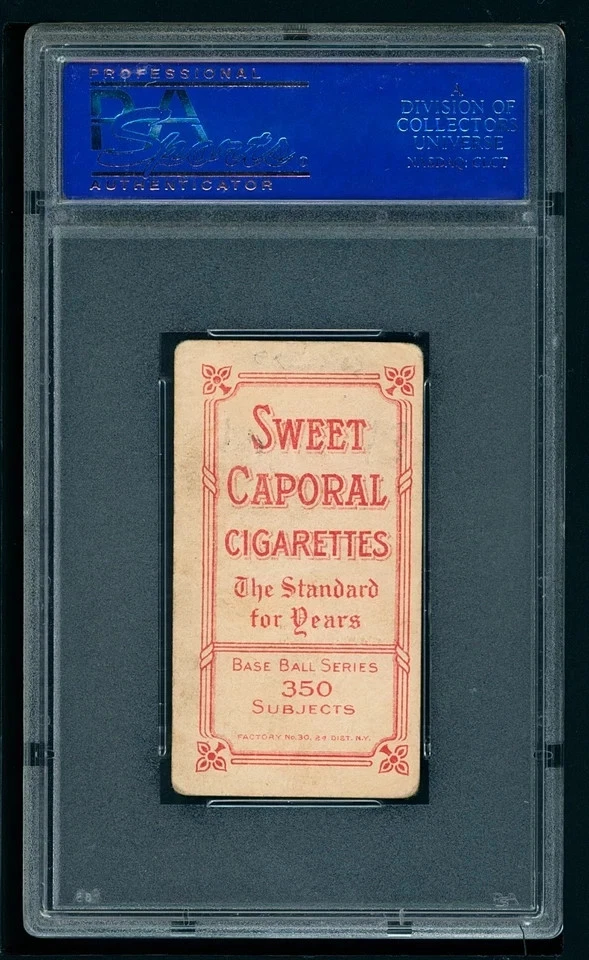 PROFESSIONAL
PSA
Sports
AUTHENTICATOR
A
DIVISION OF
COLLECTORS
UNIVERSE
NASDAQ: CLCT
SWEET
CAPORAL
CIGARETTES
The Standard
for Years
BASE BALL SERIES
350
SUBJECTS
FACTORY No. 30, 2d DIST. N.Y.
PSA